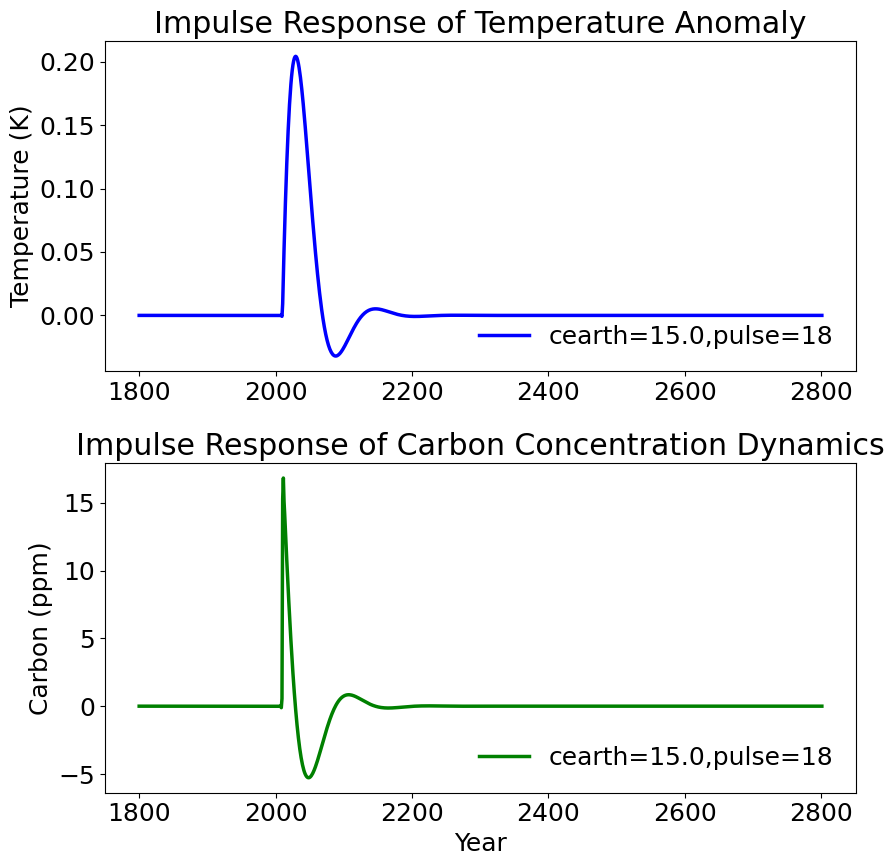 Impulse Response of Temperature Anomaly
Temperature (K)
0.20
0.15
0.10
0.05
0.00
cearth=15.0,pulse=18
1800 2000 2200 2400 2600 2800
Impulse Response of Carbon Concentration Dynamics
Carbon (ppm)
15
10
5
0
−5
cearth=15.0,pulse=18
1800 2000 2200 2400 2600 2800
Year